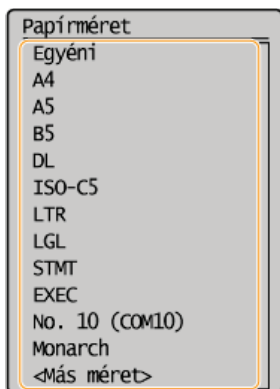 Papírméret
Egyéni
A4
A5
B5
DL
ISO-C5
LTR
LGL
STMT
EXEC
No. 10 (COM10)
Monarch
<Más méret>